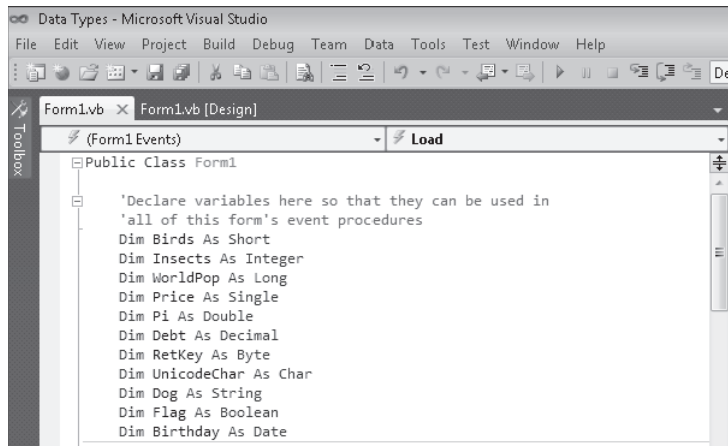 Data Types - Microsoft Visual Studio
File Edit View Project Build Debug Team Data Tools Test Window Help
De
Form1.vb Form1.vb [Design]
Toolbox
(Form1 Events) Load
Public Class Form1
'Declare variables here so that they can be used in
'all of this form's event procedures
Dim Birds As Short
Dim Insects As Integer
Dim WorldPop As Long
Dim Price As Single
Dim Pi As Double
Dim Debt As Decimal
Dim RetKey As Byte
Dim UnicodeChar As Char
Dim Dog As String
Dim Flag As Boolean
Dim Birthday As Date